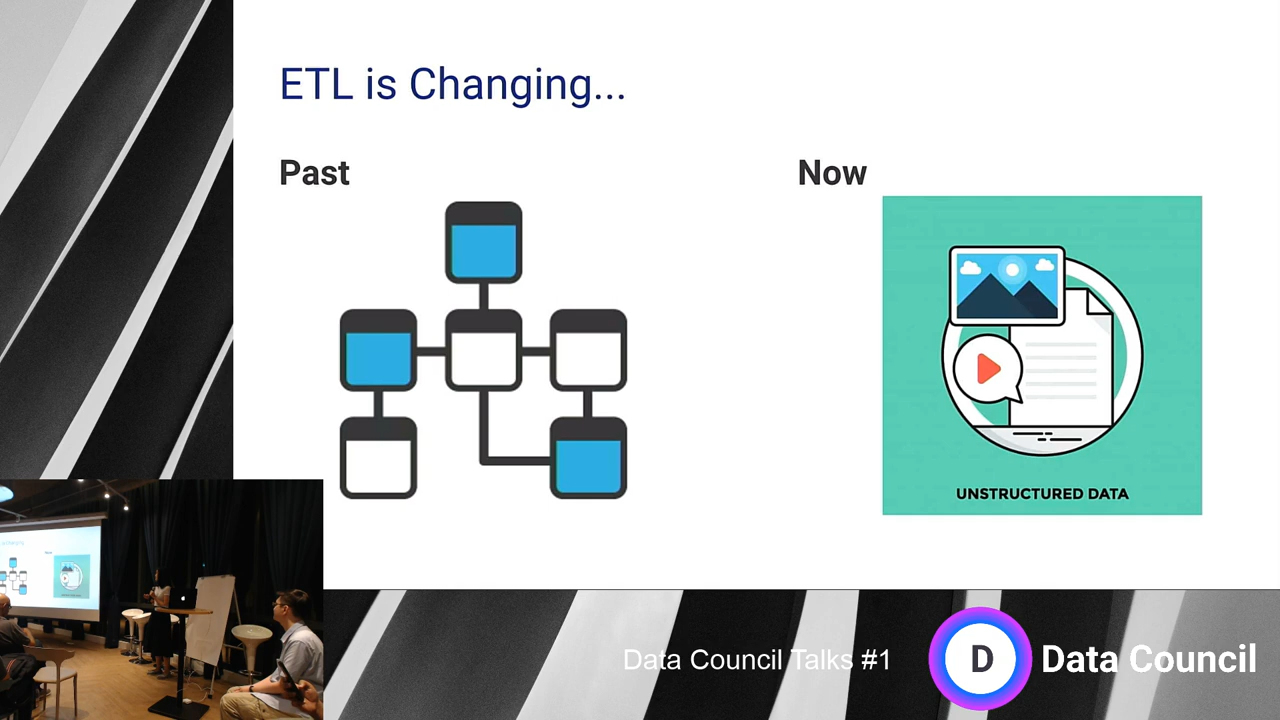 ETL is Changing...
Past
Now
UNSTRUCTURED DATA
Data Council Talks #1
D
Data Council